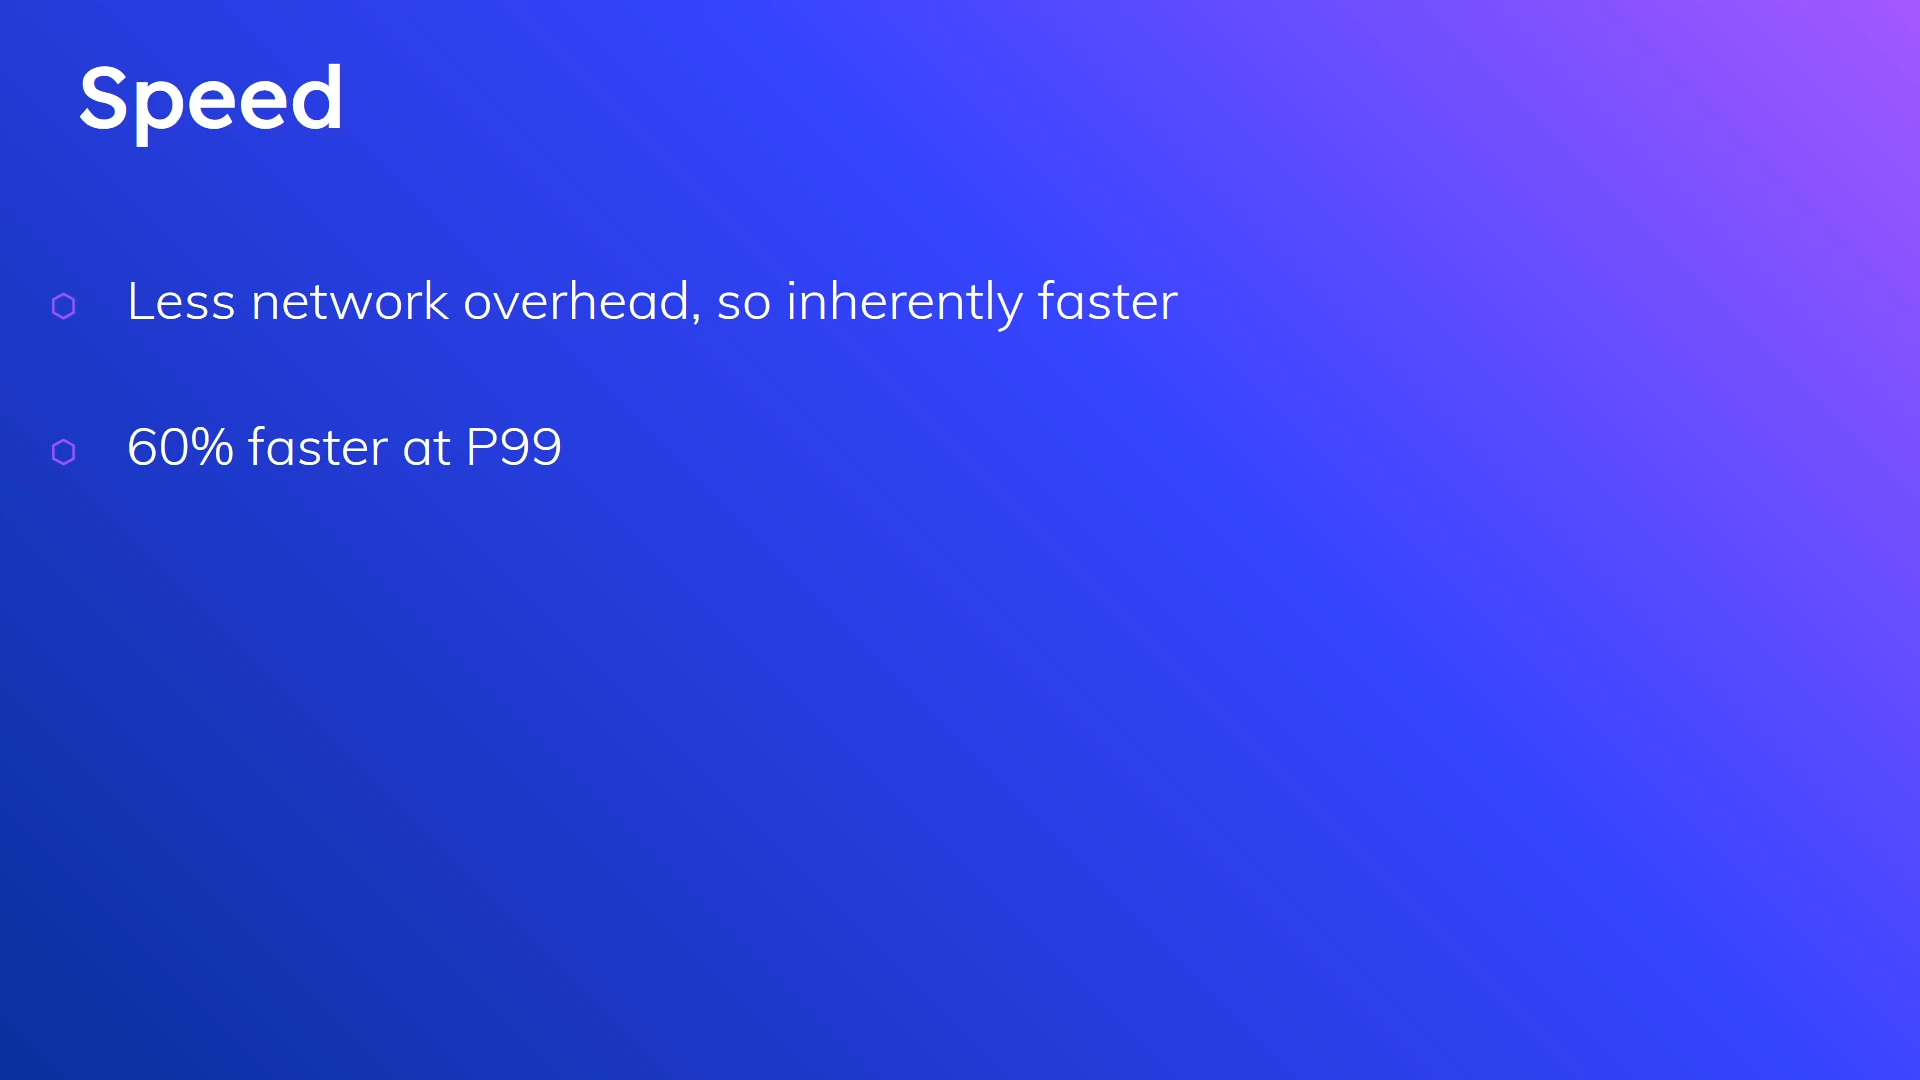 Speed
Less network overhead, so inherently faster
60% faster at P99